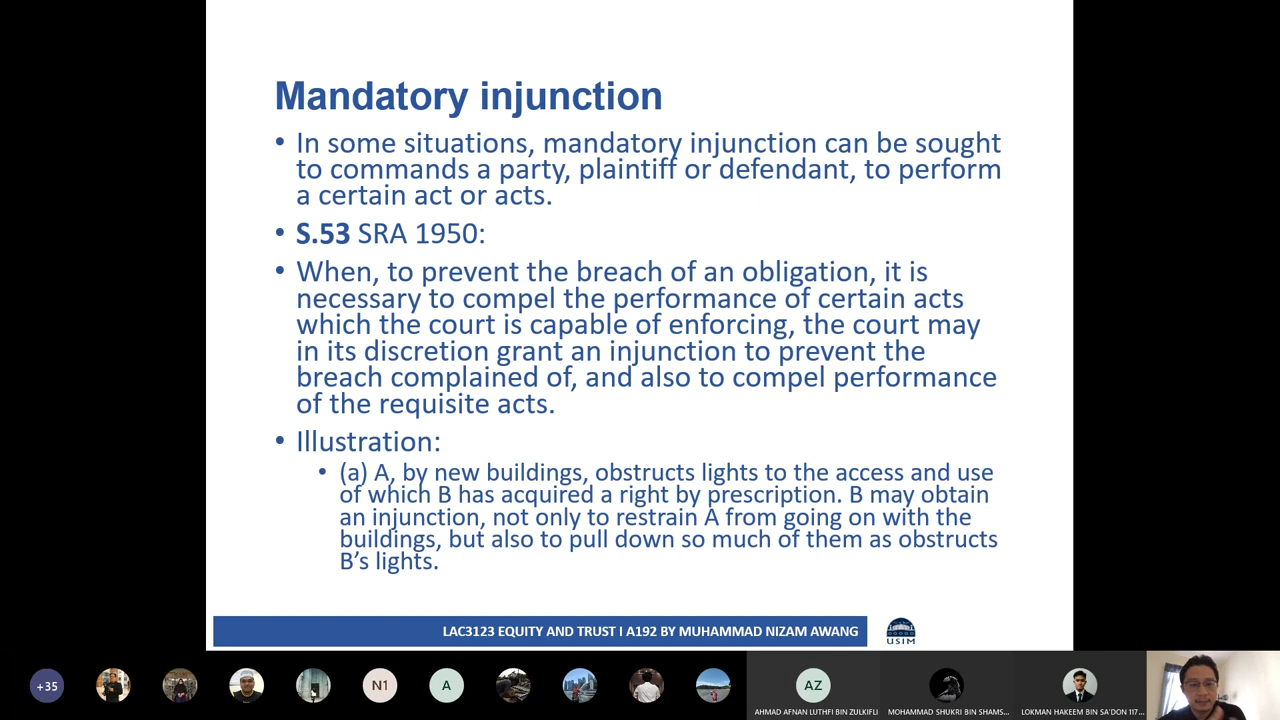 Mandatory injunction
• In some situations, mandatory injunction can be sought
to commands a party, plaintiff or defendant, to perform
a certain act or acts.
• S.53 SRA 1950:
• When, to prevent the breach of an obligation, it is
necessary to compel the performance of certain acts
which the court is capable of enforcing, the court may
in its discretion grant an injunction to prevent the
breach complained of, and also to compel performance
of the requisite acts.
• Illustration:
• (a) A, by new buildings, obstructs lights to the access and use
of which B has acquired a right by prescription. B may obtain
an injunction, not only to restrain A from going on with the
buildings, but also to pull down so much of them as obstructs
B's lights.
LAC3123 EQUITY AND TRUST I A192 BY MUHAMMAD NIZAM AWANG
USIM
+35
N1
A
AZ
AHMAD AFNAN LUTHFI BIN ZULKIFLI
MOHAMMAD SHUKRI BIN SHAMS...
LOKMAN HAKEEM BIN SA'DON 117...